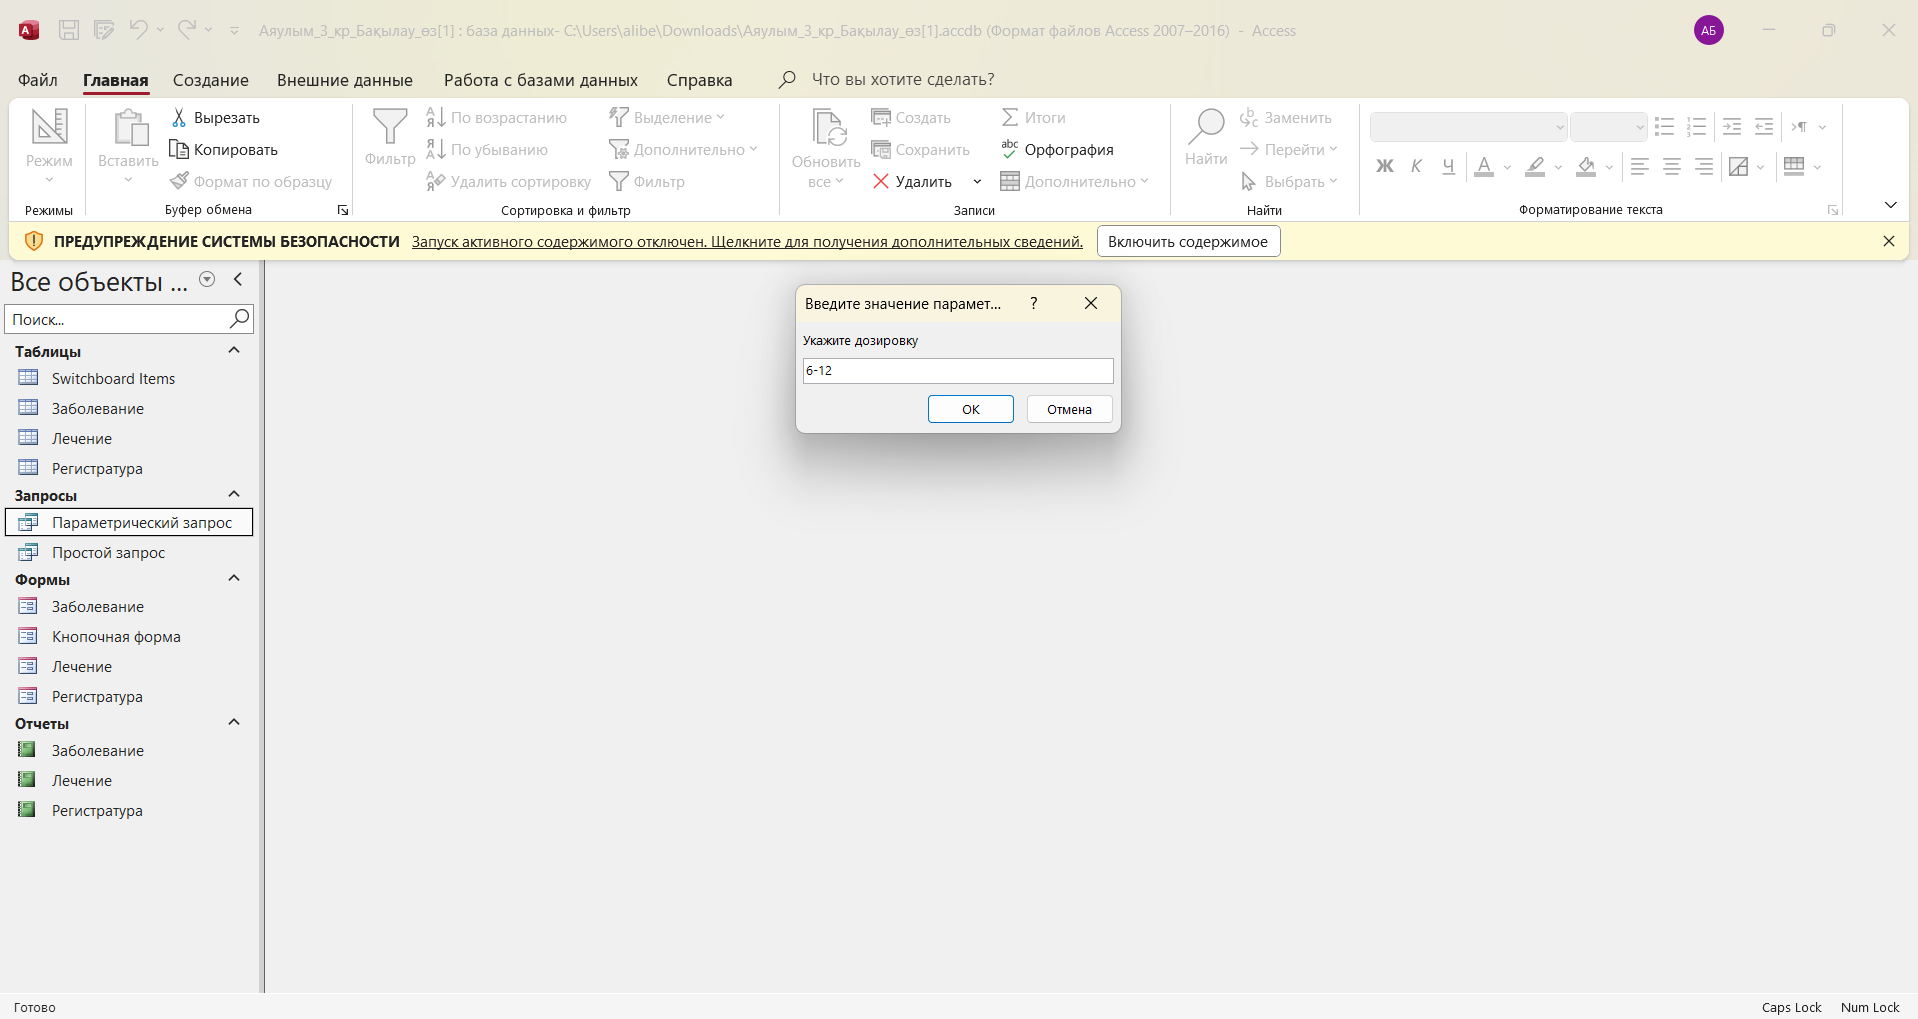 Аяулым_3_кр_Бақылау_өз[1] : база данных- C:\Users\alibe\Downloads\Аяулым_3_кр_Бақылау_өз[1].accdb (Формат файлов Access 2007–2016) - Access
АБ
Файл Главная Создание Внешние данные Работа с базами данных Справка Что вы хотите сделать?
Режим
Режимы
Вставить
Вырезать
Копировать
Формат по образцу
Буфер обмена
Фильтр
По возрастанию
По убыванию
Удалить сортировку
Выделение
Дополнительно
Фильтр
Сортировка и фильтр
Обновить
все
Создать
Сохранить
Удалить
Итоги
Орфография
Дополнительно
Записи
Найти
Заменить
Перейти
Выбрать
Найти
Ж К Ч А
Форматирование текста
ПРЕДУПРЕЖДЕНИЕ СИСТЕМЫ БЕЗОПАСНОСТИ Запуск активного содержимого отключен. Щелкните для получения дополнительных сведений. Включить содержимое
Все объекты ...
Поиск...
Таблицы
Switchboard Items
Заболевание
Лечение
Регистратура
Запросы
Параметрический запрос
Простой запрос
Формы
Заболевание
Кнопочная форма
Лечение
Регистратура
Отчеты
Заболевание
Лечение
Регистратура
Введите значение парамет... ?
Укажите дозировку
6-12
ОК Отмена
Готово
Caps Lock Num Lock